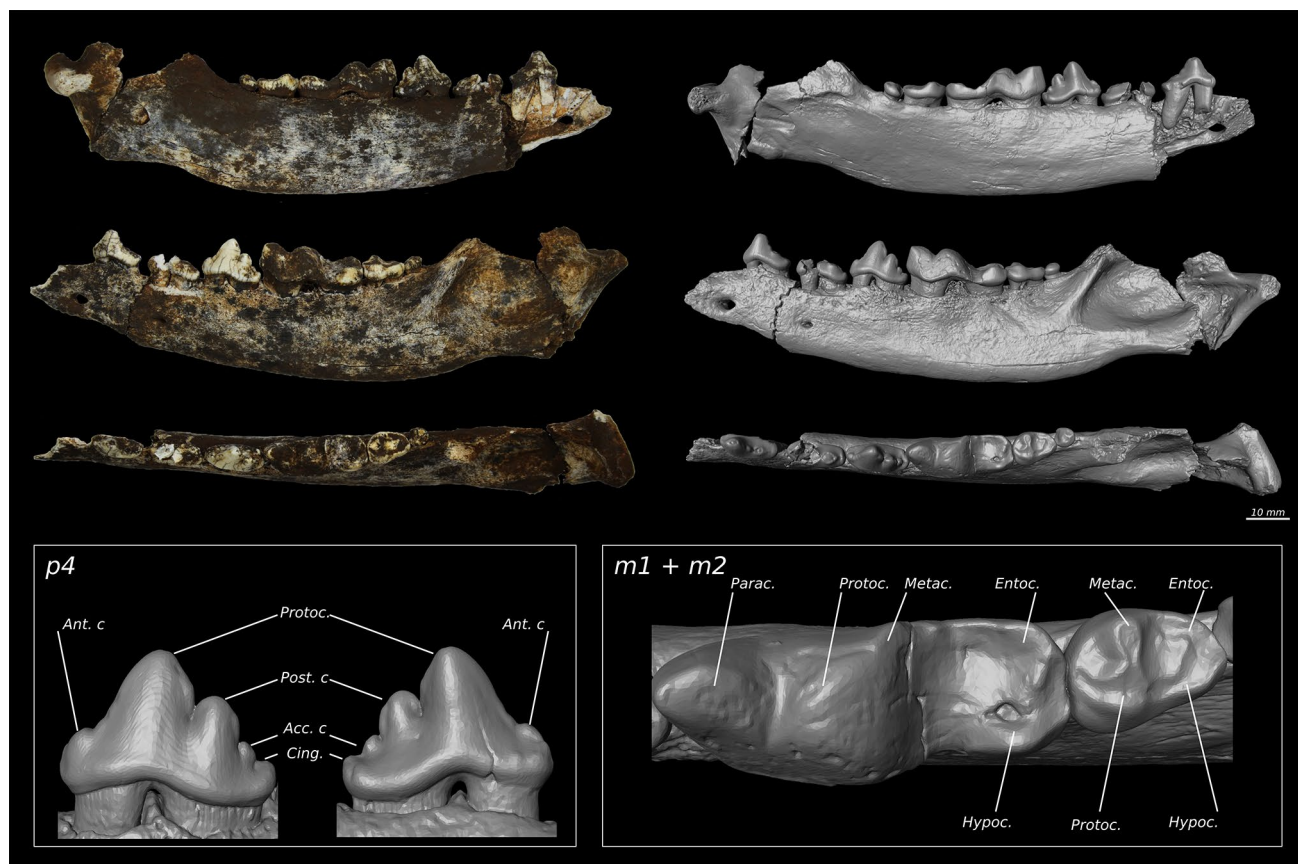 10 mm
p4
Ant. c
Protoc.
Ant. c
Post. c
Acc. c
Cing.
m1 + m2
Parac.
Protoc.
Metac.
Entoc.
Metac.
Entoc.
Hypoc.
Protoc.
Hypoc.